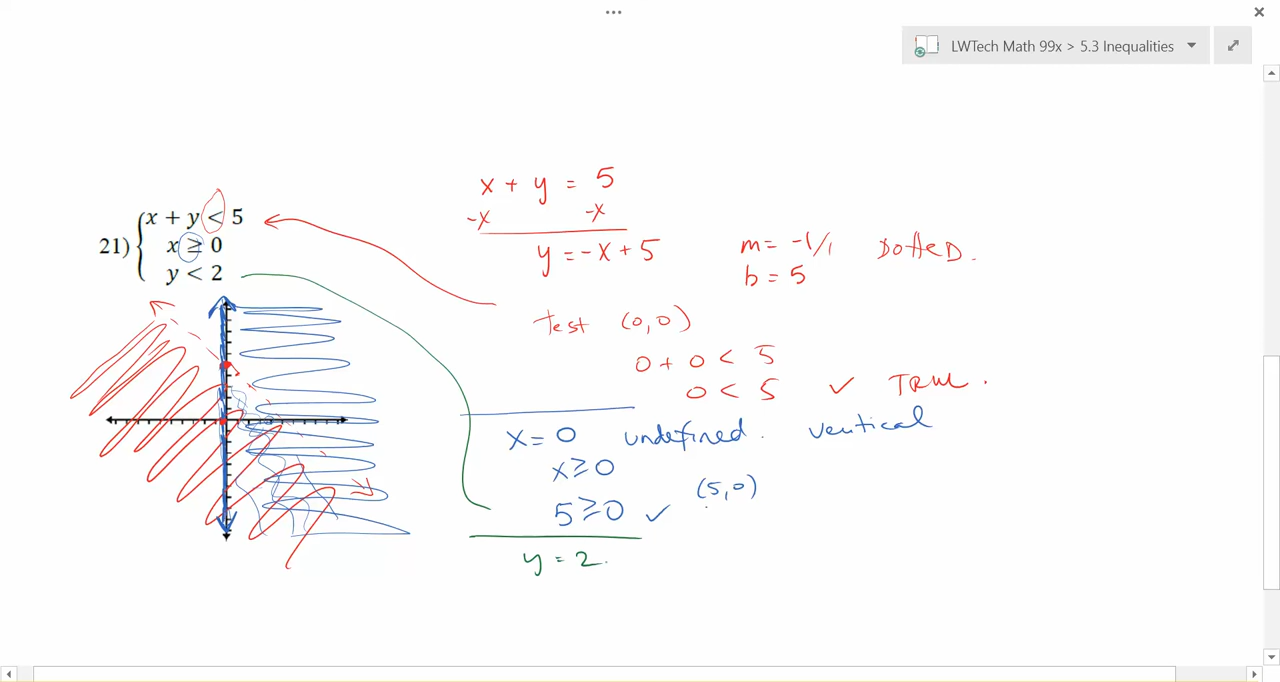 LWTech Math 99x > 5.3 Inequalities
x + y = 5
-x -x
y = -x + 5
m = -1/1 DOTTED.
b = 5
21) { x + y < 5
x ≥ 0
y < 2
Test (0,0)
0 + 0 < 5
0 < 5 ✓ TRUE.
x = 0 undefined. vertical
x ≥ 0
(5,0)
5 ≥ 0 ✓
y = 2.